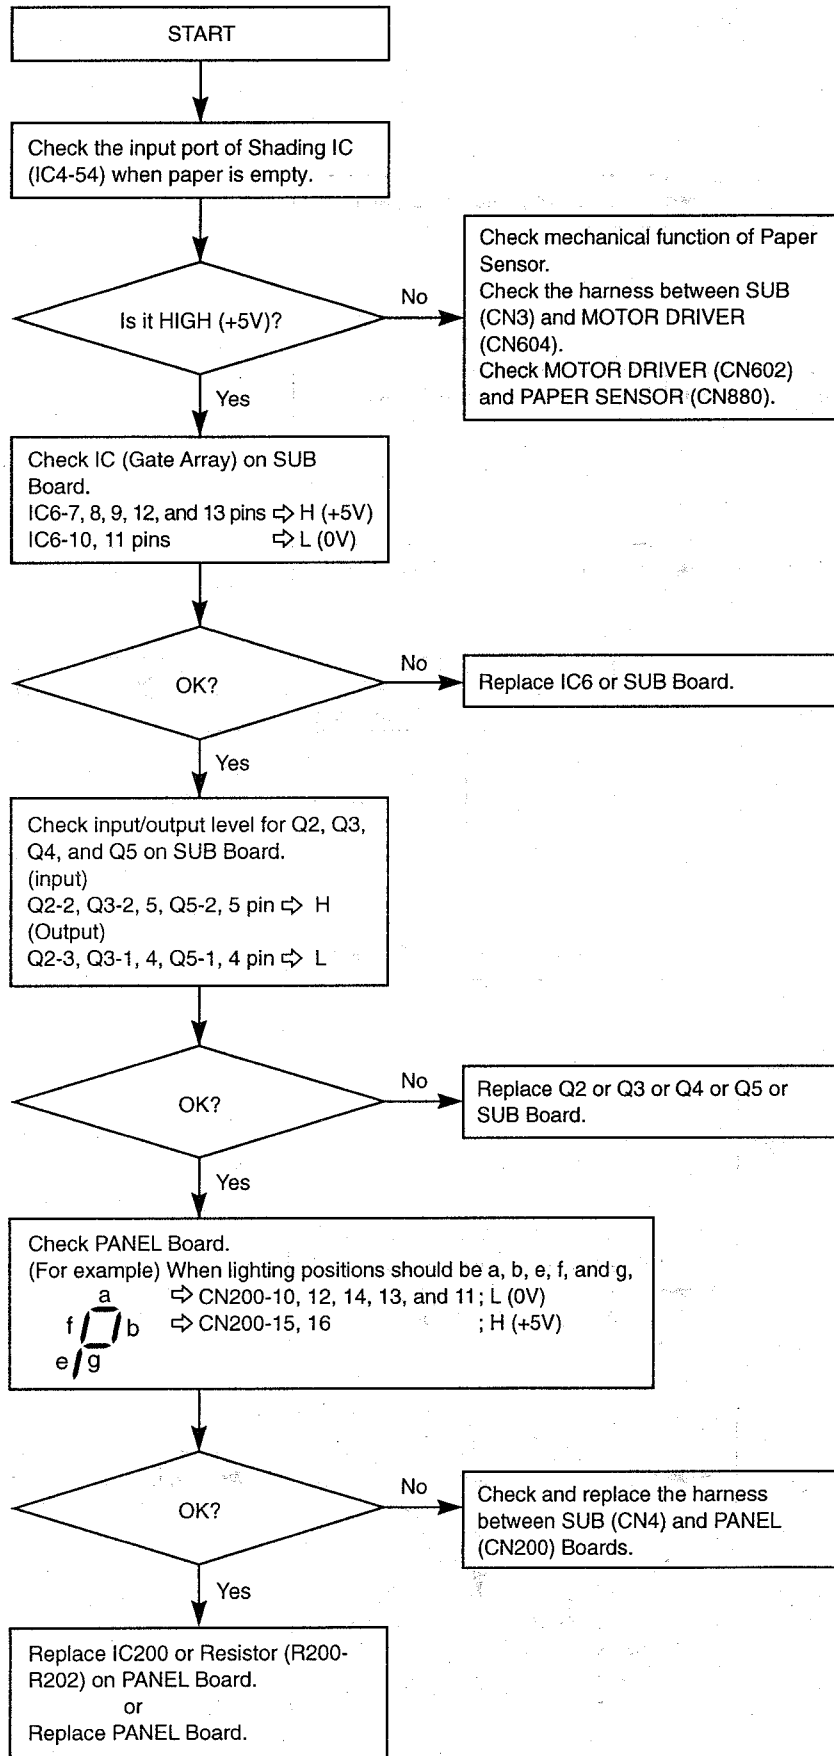 START
Check the input port of Shading IC
(IC4-54) when paper is empty.
Is it HIGH (+5V)?
No
Check mechanical function of Paper
Sensor.
Check the harness between SUB
(CN3) and MOTOR DRIVER
(CN604).
Check MOTOR DRIVER (CN602)
and PAPER SENSOR (CN880).
Yes
Check IC (Gate Array) on SUB
Board.
IC6-7, 8, 9, 12, and 13 pins ⇨ H (+5V)
IC6-10, 11 pins ⇨ L (0V)
OK?
No
Replace IC6 or SUB Board.
Yes
Check input/output level for Q2, Q3,
Q4, and Q5 on SUB Board.
(input)
Q2-2, Q3-2, 5, Q5-2, 5 pin ⇨ H
(Output)
Q2-3, Q3-1, 4, Q5-1, 4 pin ⇨ L
OK?
No
Replace Q2 or Q3 or Q4 or Q5 or
SUB Board.
Yes
Check PANEL Board.
(For example) When lighting positions should be a, b, e, f, and g,
a ⇨ CN200-10, 12, 14, 13, and 11 ; L (0V)
f b ⇨ CN200-15, 16 ; H (+5V)
e g
OK?
No
Check and replace the harness
between SUB (CN4) and PANEL
(CN200) Boards.
Yes
Replace IC200 or Resistor (R200-
R202) on PANEL Board.
or
Replace PANEL Board.